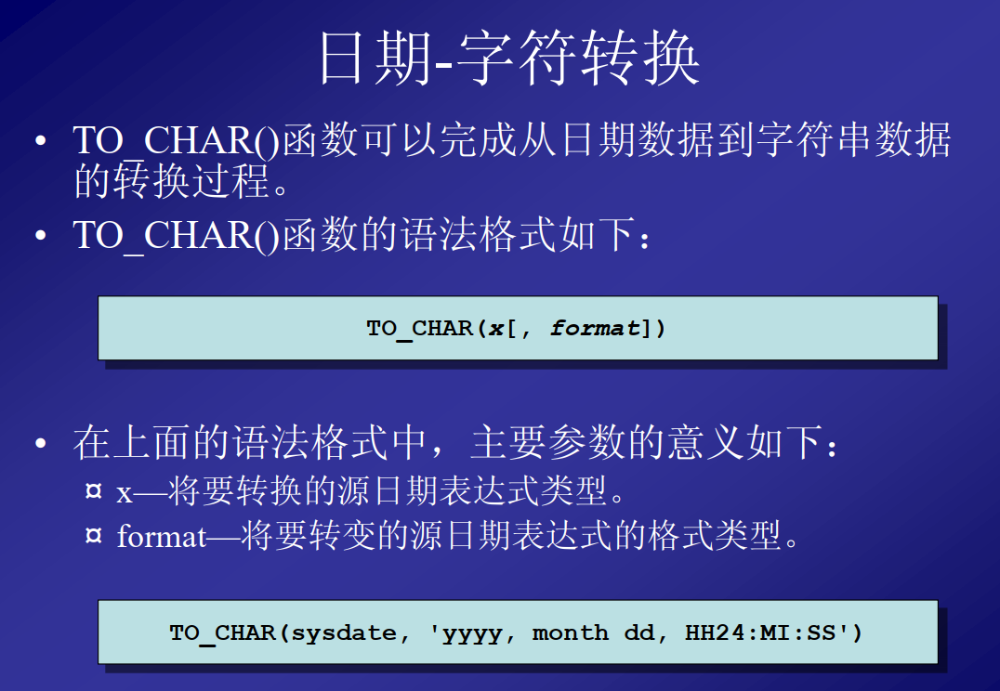 日期-字符转换
• TO_CHAR()函数可以完成从日期数据到字符串数据
的转换过程。
• TO_CHAR()函数的语法格式如下：
TO_CHAR(x[, format])
• 在上面的语法格式中，主要参数的意义如下：
¤ x—将要转换的源日期表达式类型。
¤ format—将要转变的源日期表达式的格式类型。
TO_CHAR(sysdate, 'yyyy, month dd, HH24:MI:SS')